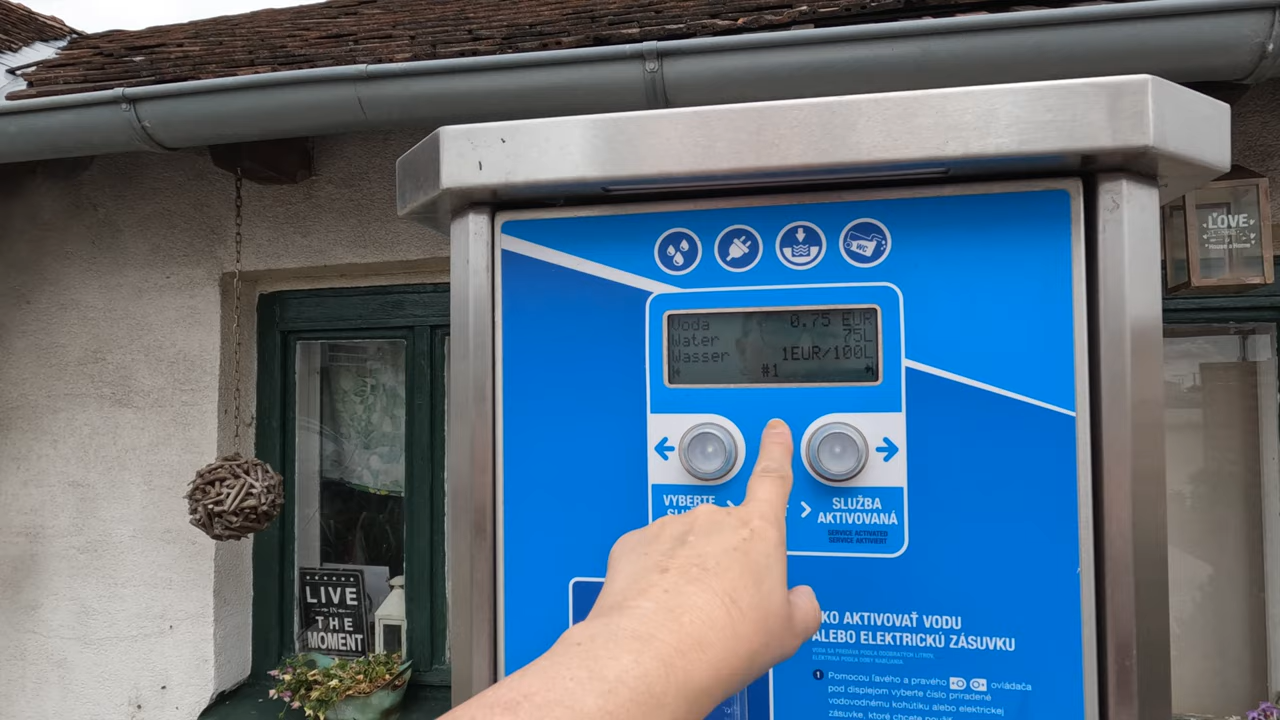 LOVE
WC
Voda 0.75 EUR
Water 75L
Wasser 1EUR/100L
#1
VYBERTE
SLUŽBA
AKTIVOVANÁ
SERVICE ACTIVATED
SERVICE AKTIVIERT
LIVE
IN
THE
MOMENT
KO AKTIVOVAŤ VODU
ALEBO ELEKTRICKÚ ZÁSUVKU
VODA SA PREDÁVA PODĽA ODOBRATÝCH LITROV,
ELEKTRIKA PODĽA DOBY NABÍJANIA
1 Pomocou ľavého a pravého ovládača
pod displejom vyberte číslo priradené
vodovodnému kohútiku alebo elektrickej
zásuvke, ktoré chcete použiť